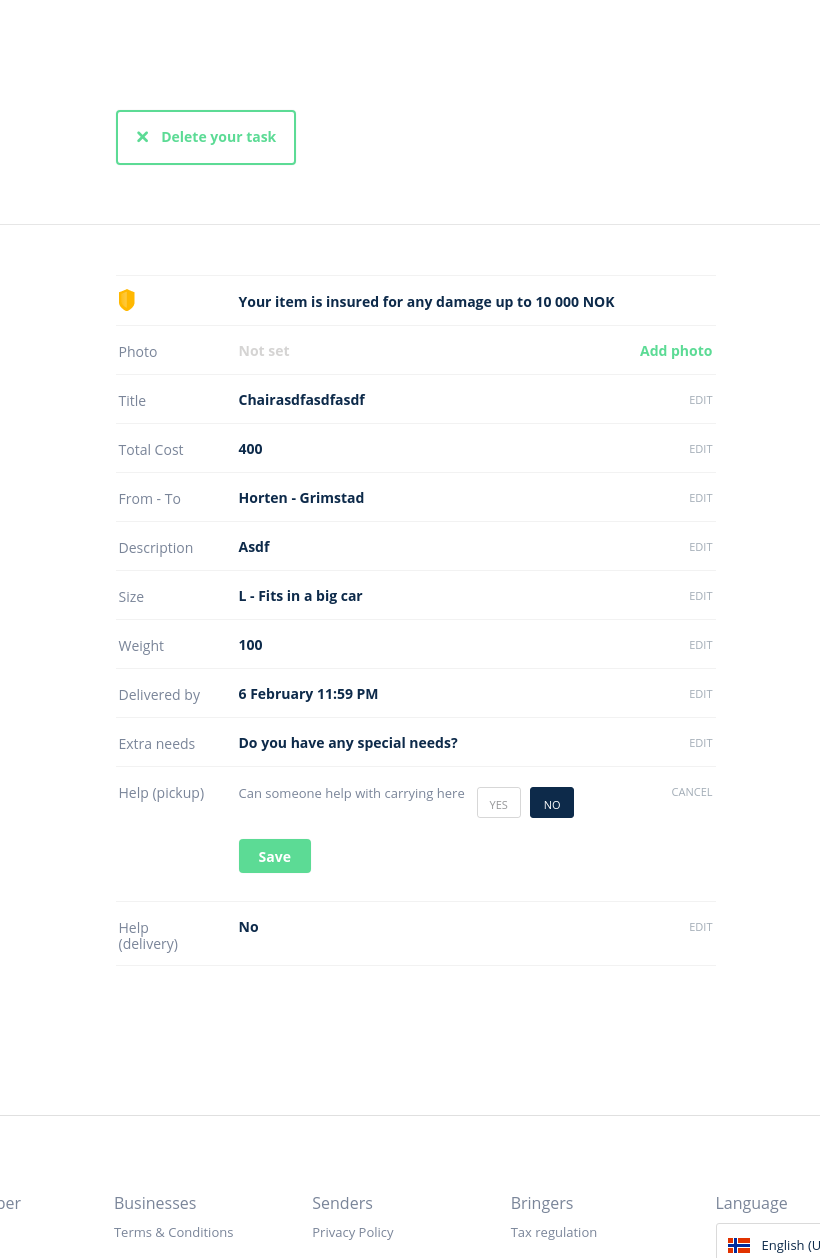 Delete your task
Your item is insured for any damage up to 10 000 NOK
Photo Not set Add photo
Title Chairasdfasdfasdf EDIT
Total Cost 400 EDIT
From - To Horten - Grimstad EDIT
Description Asdf EDIT
Size L - Fits in a big car EDIT
Weight 100 EDIT
Delivered by 6 February 11:59 PM EDIT
Extra needs Do you have any special needs? EDIT
Help (pickup) Can someone help with carrying here YES NO CANCEL
Save
Help No EDIT
(delivery)
Businesses Senders Bringers Language
Terms & Conditions Privacy Policy Tax regulation
English (U